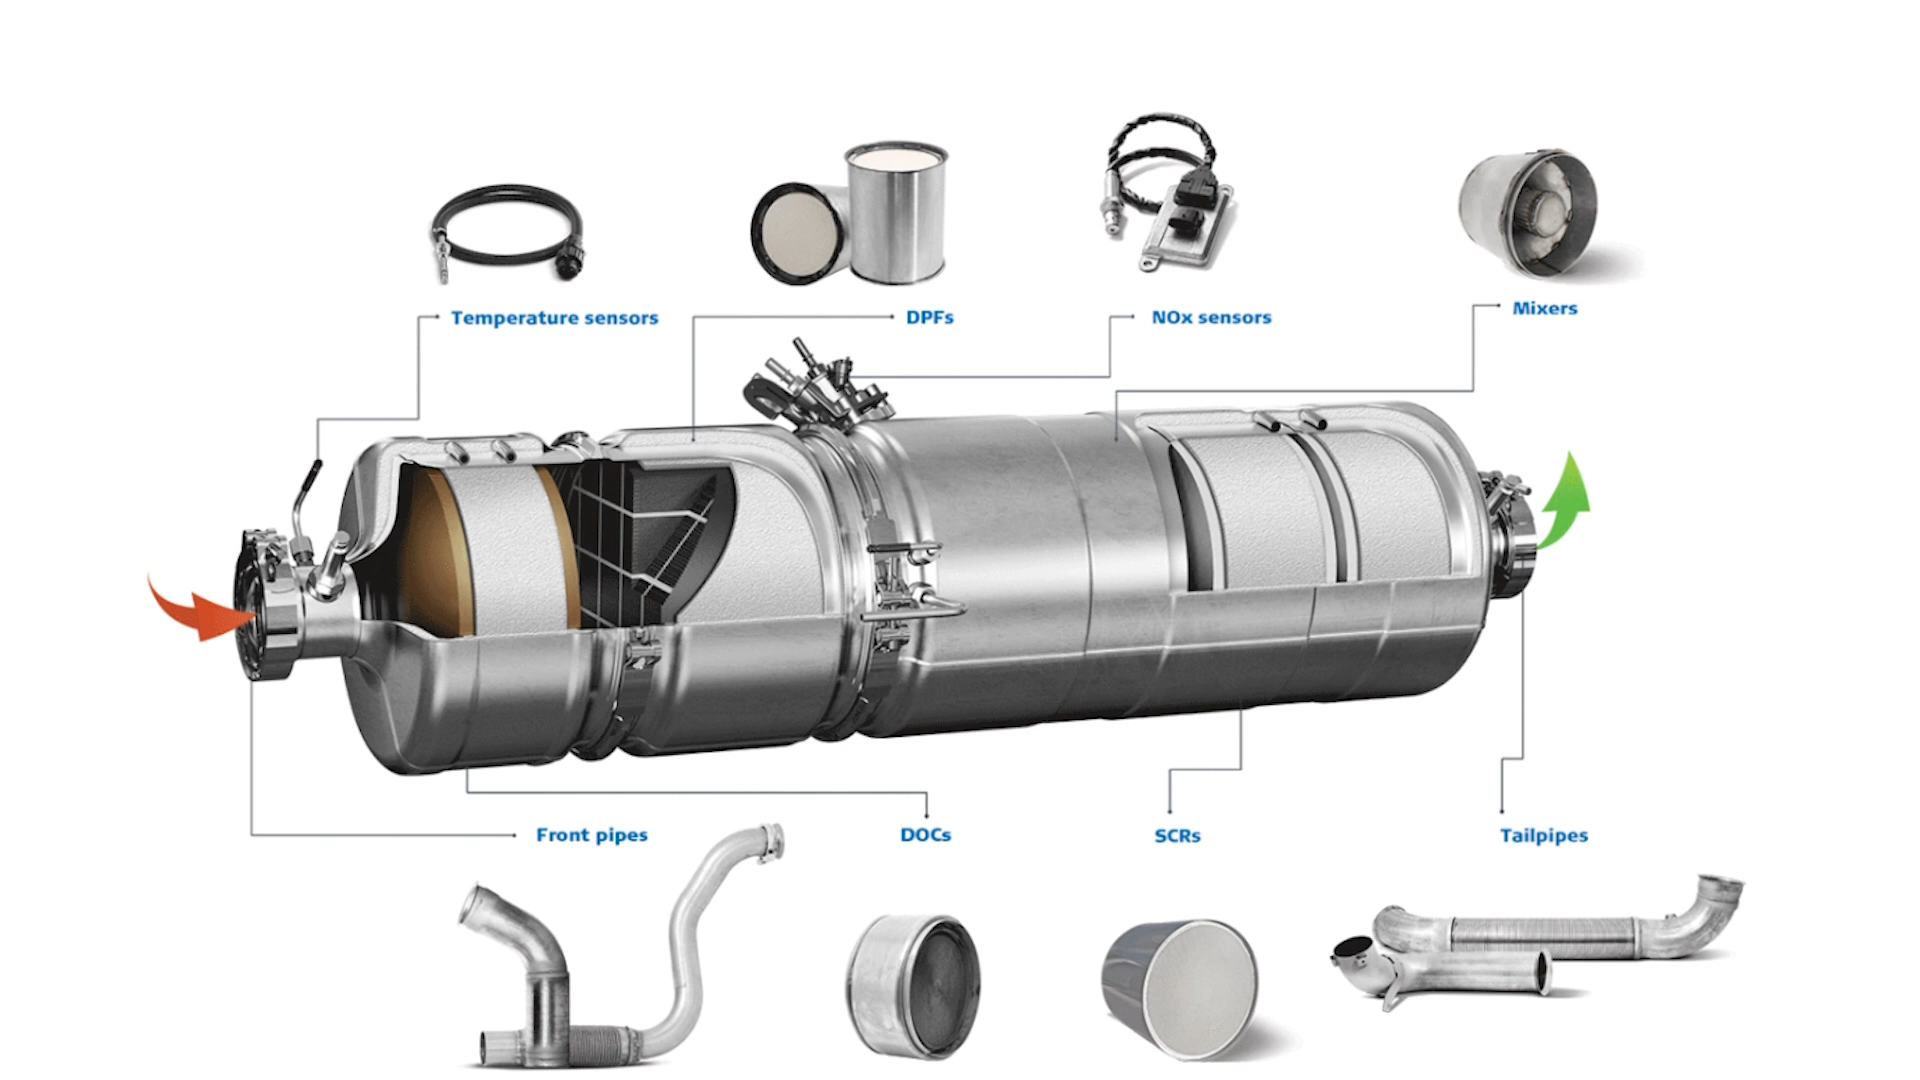 Temperature sensors
DPFs
NOx sensors
Mixers
Front pipes
DOCs
SCRs
Tailpipes